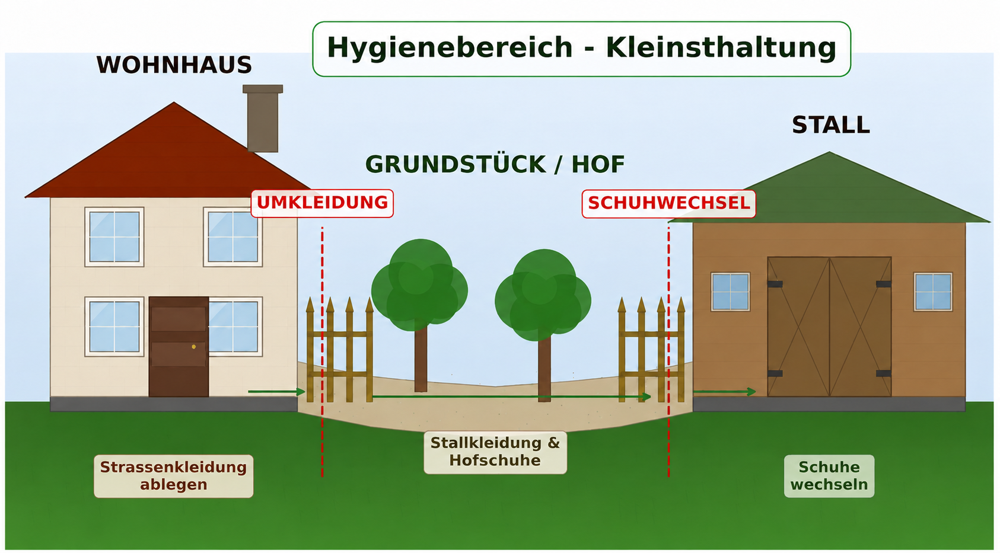 Hygienebereich - Kleinsthaltung
WOHNHAUS
STALL
GRUNDSTÜCK / HOF
UMKLEIDUNG
SCHUHWECHSEL
Stallkleidung &
Hofschuhe
Strassenkleidung
ablegen
Schuhe
wechseln